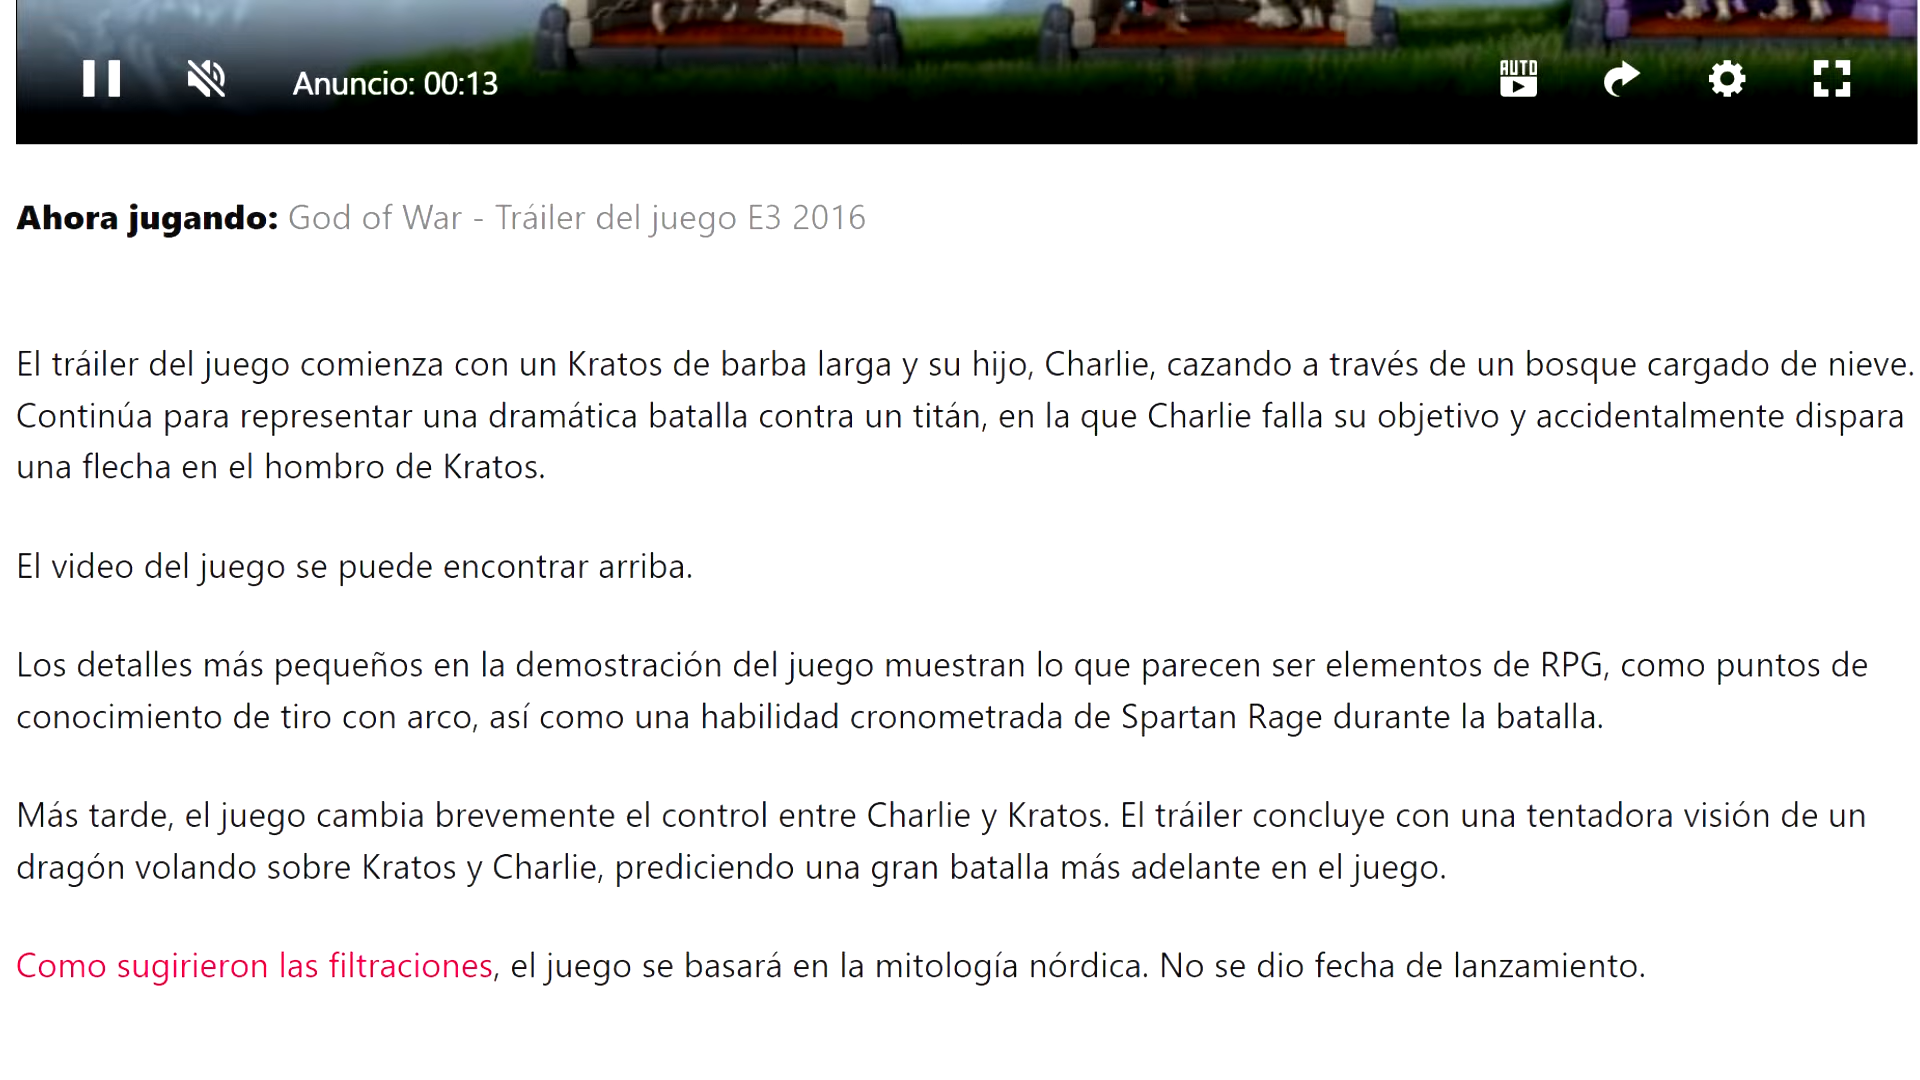 Anuncio: 00:13
AUTO
Ahora jugando: God of War - Tráiler del juego E3 2016
El tráiler del juego comienza con un Kratos de barba larga y su hijo, Charlie, cazando a través de un bosque cargado de nieve.
Continúa para representar una dramática batalla contra un titán, en la que Charlie falla su objetivo y accidentalmente dispara
una flecha en el hombro de Kratos.
El video del juego se puede encontrar arriba.
Los detalles más pequeños en la demostración del juego muestran lo que parecen ser elementos de RPG, como puntos de
conocimiento de tiro con arco, así como una habilidad cronometrada de Spartan Rage durante la batalla.
Más tarde, el juego cambia brevemente el control entre Charlie y Kratos. El tráiler concluye con una tentadora visión de un
dragón volando sobre Kratos y Charlie, prediciendo una gran batalla más adelante en el juego.
Como sugirieron las filtraciones, el juego se basará en la mitología nórdica. No se dio fecha de lanzamiento.